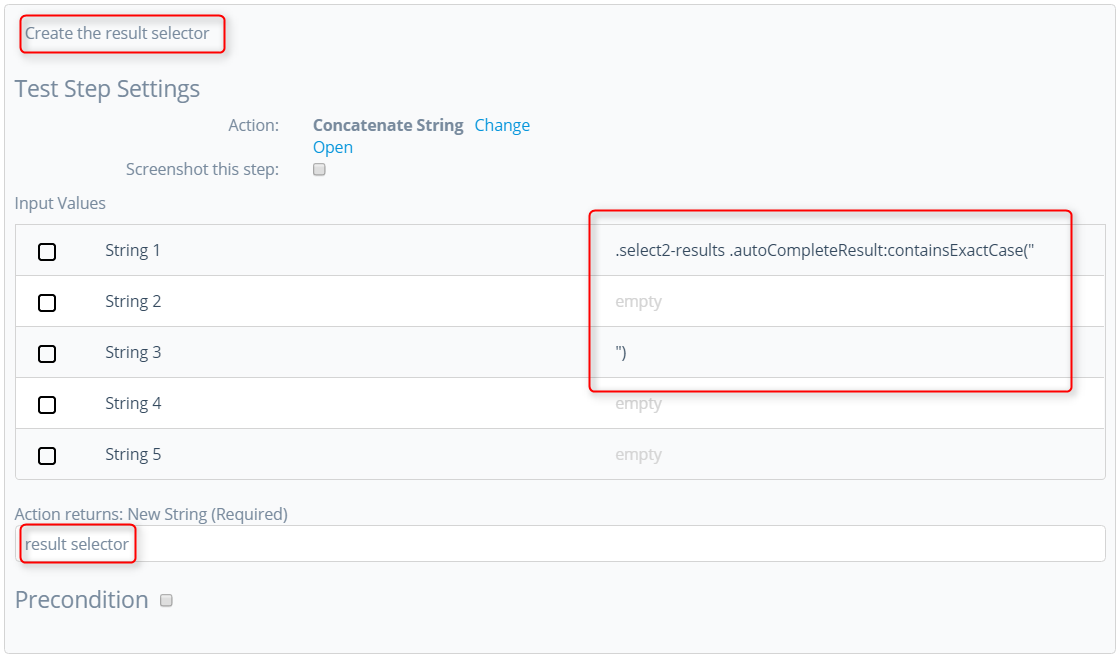 Create the result selector
Test Step Settings
Action: Concatenate String Change
Open
Screenshot this step:
Input Values
String 1 .select2-results .autoCompleteResult:containsExactCase("
String 2 empty
String 3 ")
String 4 empty
String 5 empty
Action returns: New String (Required)
result selector
Precondition